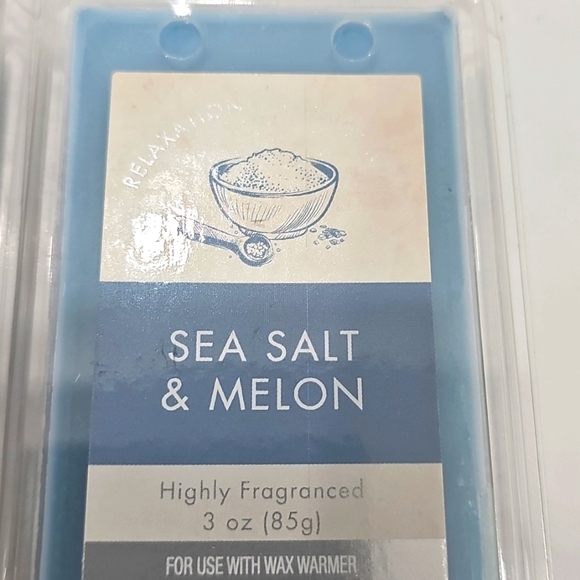 RELAXATION
SEA SALT
& MELON
Highly Fragranced
3 oz (85g)
FOR USE WITH WAX WARMER